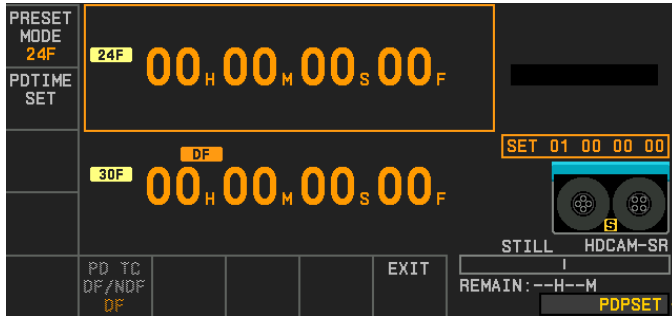 PRESET
MODE
24F
PDTIME
SET
24F 00H00M00S00F
DF
30F 00H00M00S00F
SET 01 00 00 00
S
STILL HDCAM-SR
PD TC
DF/NDF
DF
EXIT
REMAIN:--H--M
PDPSET